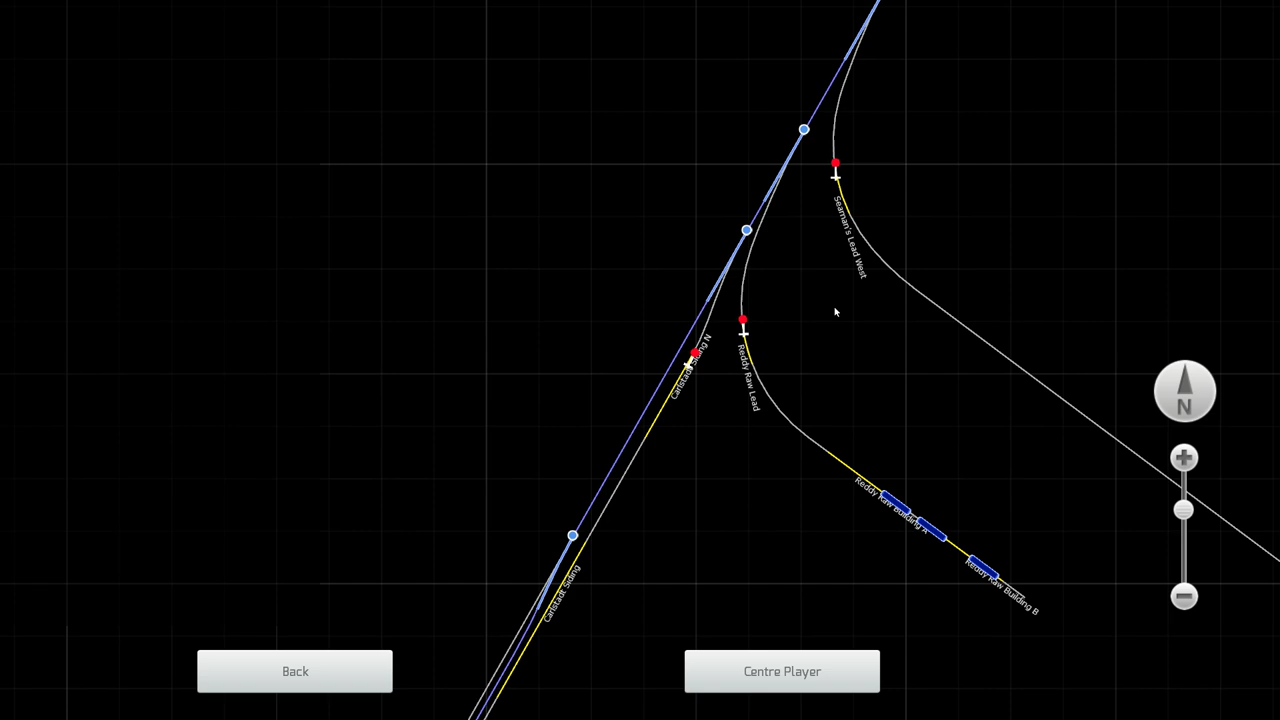 Seaman's Lead West
Carlstadt Siding N
Reddy Raw Lead
Reddy Raw Building A
Reddy Raw Building B
Carlstadt Siding
N
Back
Centre Player